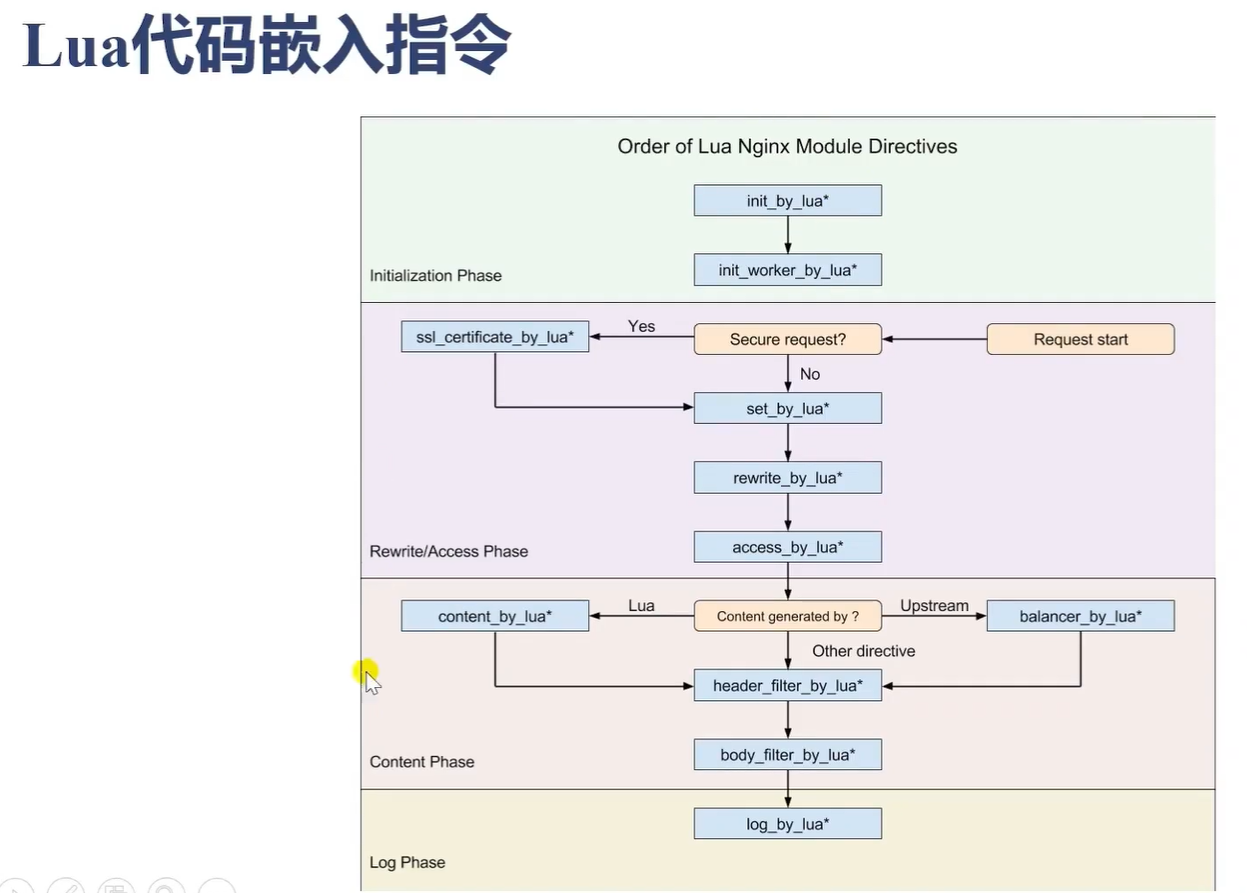 Lua代码嵌入指令
Order of Lua Nginx Module Directives
init_by_lua*
init_worker_by_lua*
Initialization Phase
ssl_certificate_by_lua*
Yes
Secure request?
Request start
No
set_by_lua*
rewrite_by_lua*
access_by_lua*
Rewrite/Access Phase
content_by_lua*
Lua
Content generated by ?
Upstream
balancer_by_lua*
Other directive
header_filter_by_lua*
body_filter_by_lua*
Content Phase
log_by_lua*
Log Phase